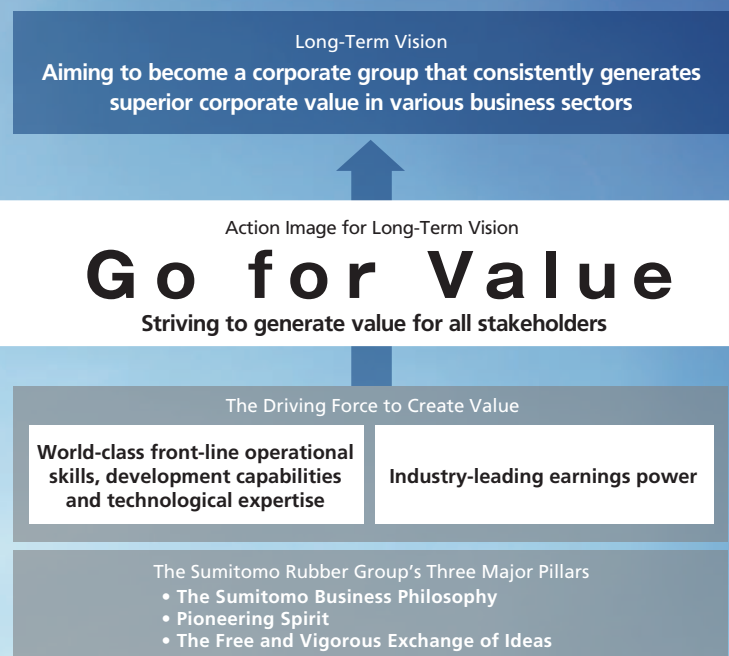 Long-Term Vision
Aiming to become a corporate group that consistently generates
superior corporate value in various business sectors
Action Image for Long-Term Vision
Go for Value
Striving to generate value for all stakeholders
The Driving Force to Create Value
World-class front-line operational
skills, development capabilities
and technological expertise
Industry-leading earnings power
The Sumitomo Rubber Group’s Three Major Pillars
• The Sumitomo Business Philosophy
• Pioneering Spirit
• The Free and Vigorous Exchange of Ideas